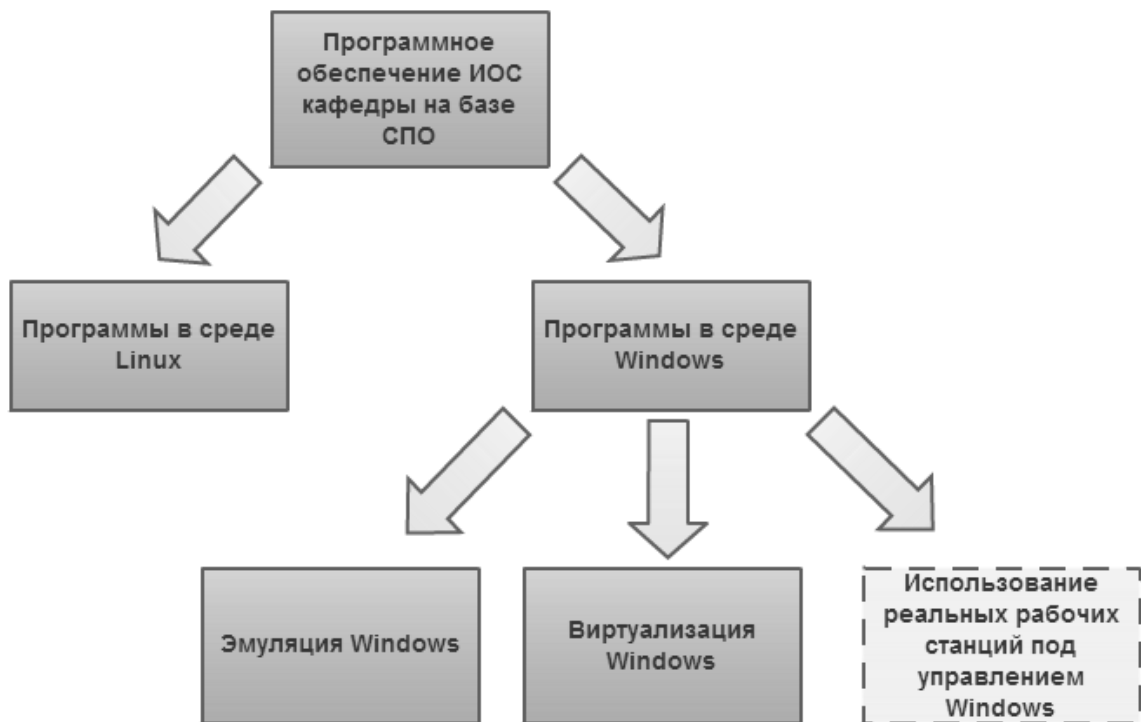 Программное
обеспечение ИОС
кафедры на базе
СПО
Программы в среде
Linux
Программы в среде
Windows
Эмуляция Windows
Виртуализация
Windows
Использование
реальных рабочих
станций под
управлением
Windows